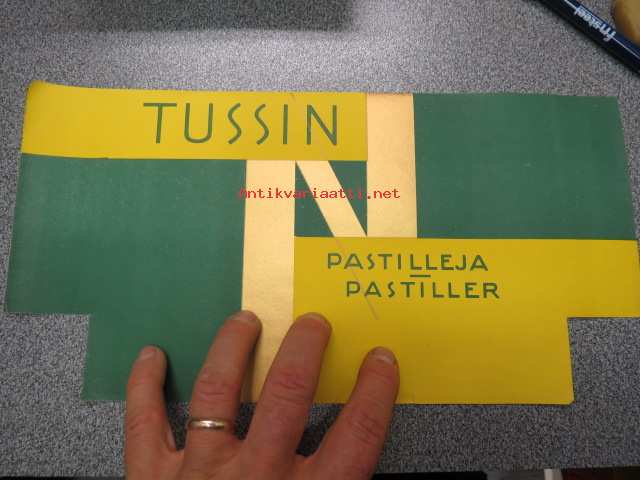 TUSSIN
N
Antikvariaatti.net
PASTILLEJA
PASTILLER